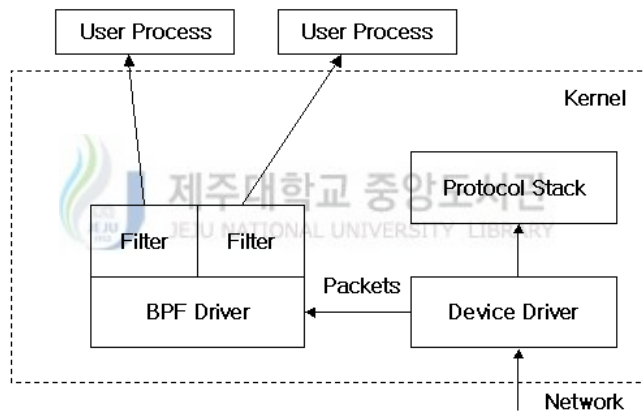 User Process
User Process
Kernel
제주대학교 중앙도서관
JEJU NATIONAL UNIVERSITY LIBRARY
Protocol Stack
Filter
Filter
Packets
BPF Driver
Device Driver
Network